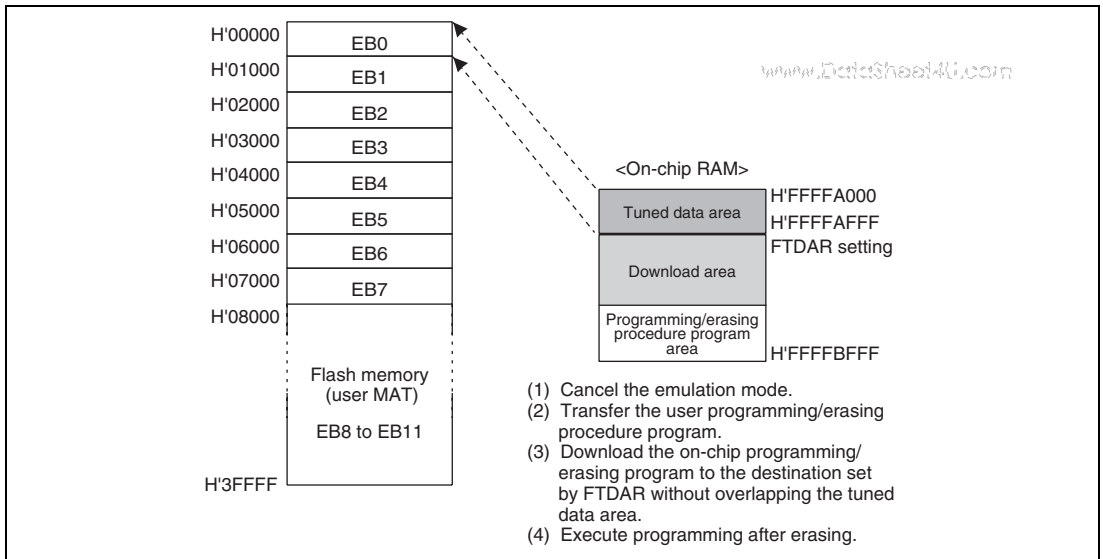 H'00000
EB0
www.DataSheet4U.com
H'01000
EB1
H'02000
EB2
H'03000
EB3
H'04000
EB4
H'05000
EB5
H'06000
EB6
H'07000
EB7
H'08000
Flash memory
(user MAT)
EB8 to EB11
H'3FFFF
<On-chip RAM>
Tuned data area
H'FFFFA000
H'FFFFAFFF
FTDAR setting
Download area
Programming/erasing
procedure program
area
H'FFFFBFFF
(1) Cancel the emulation mode.
(2) Transfer the user programming/erasing
procedure program.
(3) Download the on-chip programming/
erasing program to the destination set
by FTDAR without overlapping the tuned
data area.
(4) Execute programming after erasing.